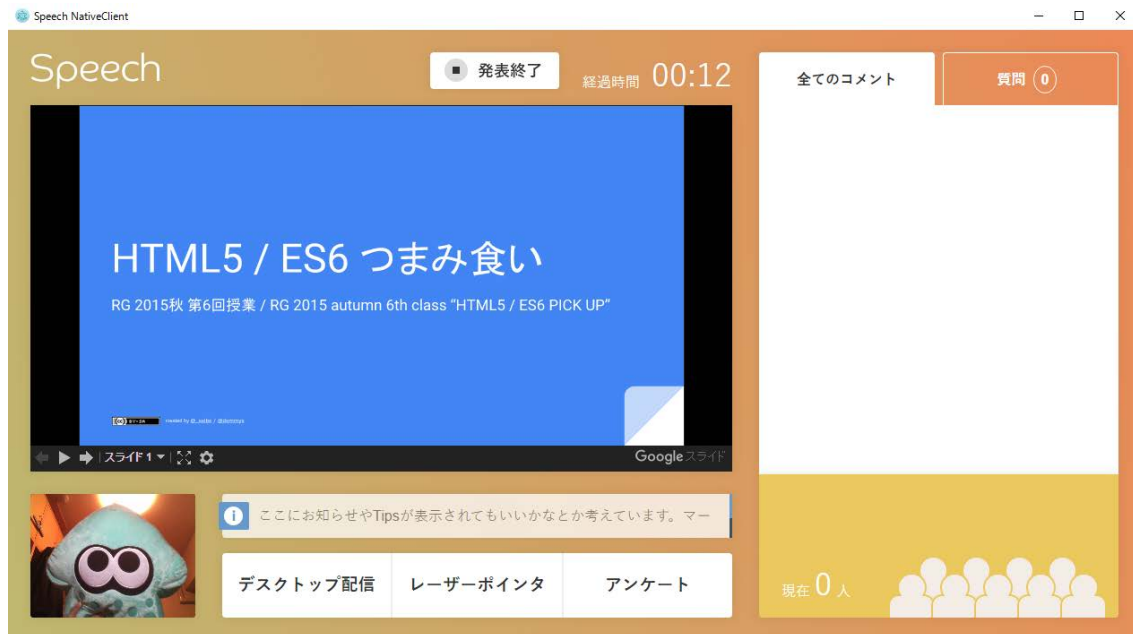 Speech NativeClient
Speech
発表終了
経過時間 00:12
全てのコメント
質問 0
HTML5 / ES6 つまみ食い
RG 2015秋 第6回授業 / RG 2015 autumn 6th class “HTML5 / ES6 PICK UP”
スライド 1
Google スライド
ここにお知らせやTipsが表示されてもいいかなとか考えています。マー
デスクトップ配信
レーザーポインタ
アンケート
現在 0 人